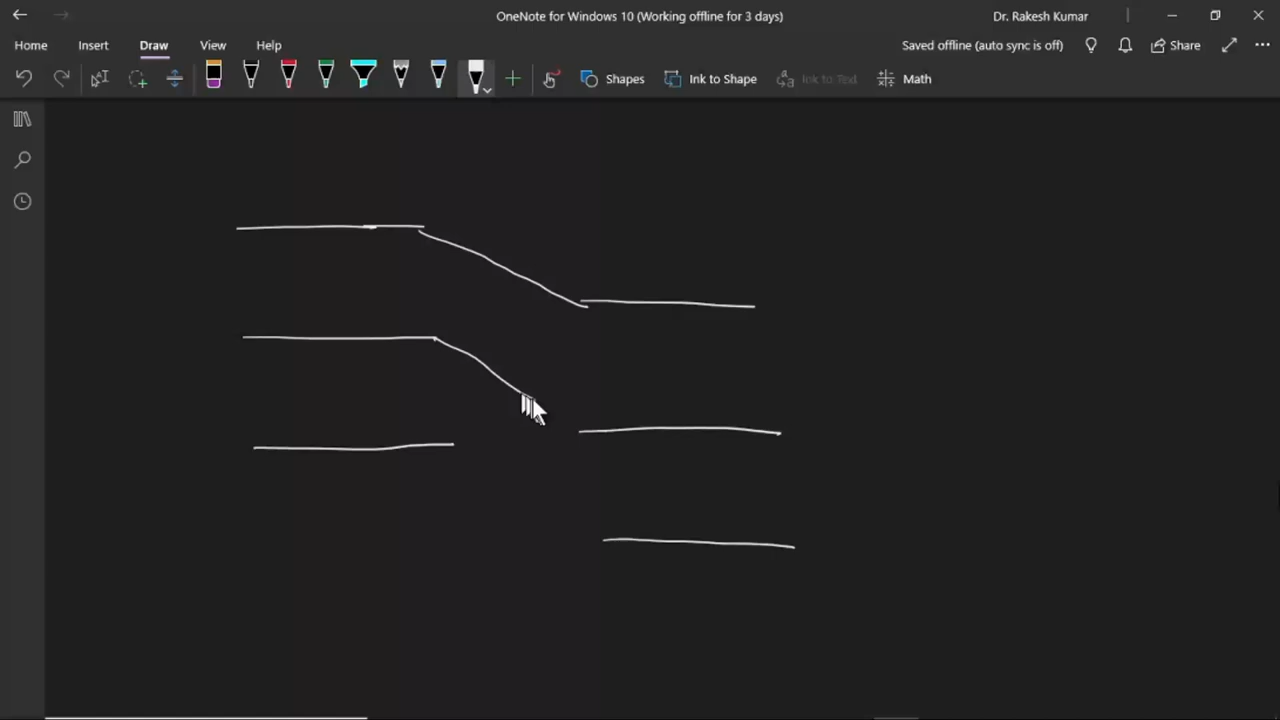 OneNote for Windows 10 (Working offline for 3 days)
Dr. Rakesh Kumar
Home Insert Draw View Help
Saved offline (auto sync is off) Share
Shapes Ink to Shape Ink to Text Math